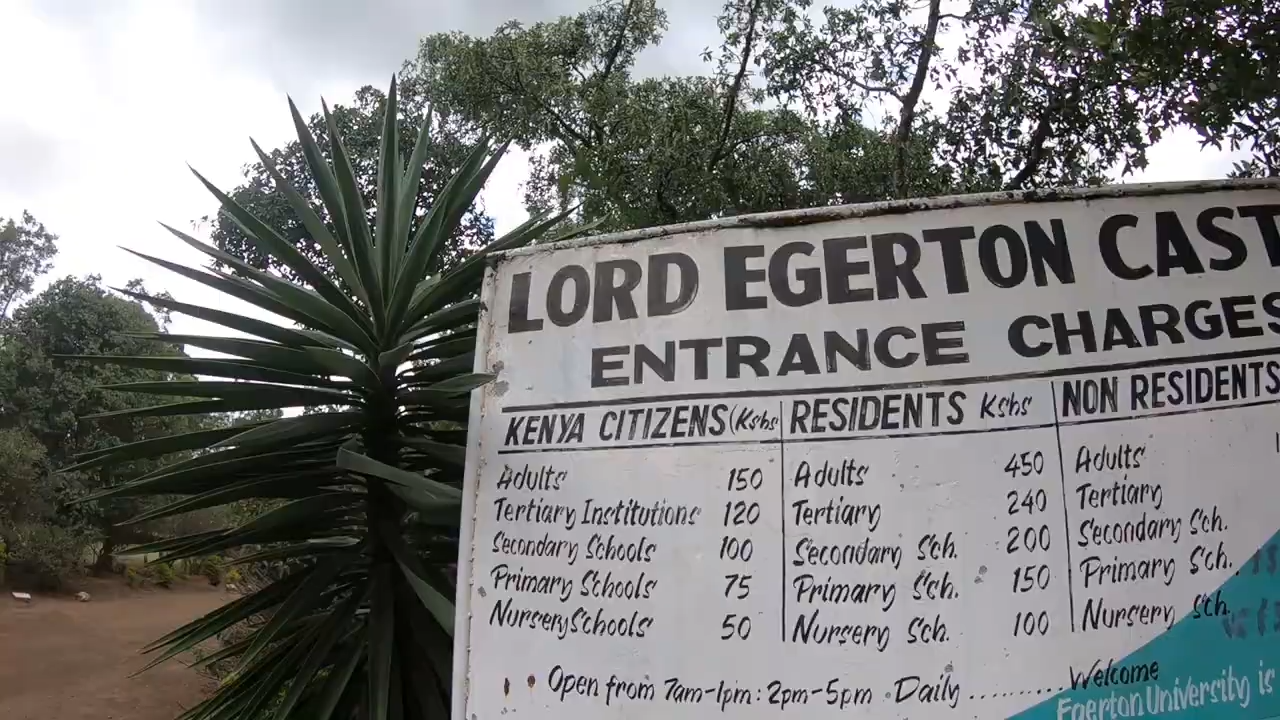 LORD EGERTON CAST
ENTRANCE CHARGES
KENYA CITIZENS (Kshs RESIDENTS Kshs NON RESIDENTS
Adults 150 Adults 450 Adults
Tertiary Institutions 120 Tertiary 240 Tertiary
Secondary Schools 100 Secondary Sch. 200 Secondary Sch.
Primary Schools 75 Primary Sch. 150 Primary Sch.
Nursery Schools 50 Nursery Sch. 100 Nursery Sch.
Open from 7am-1pm: 2pm-5pm Daily .......... Welcome
Egerton University is